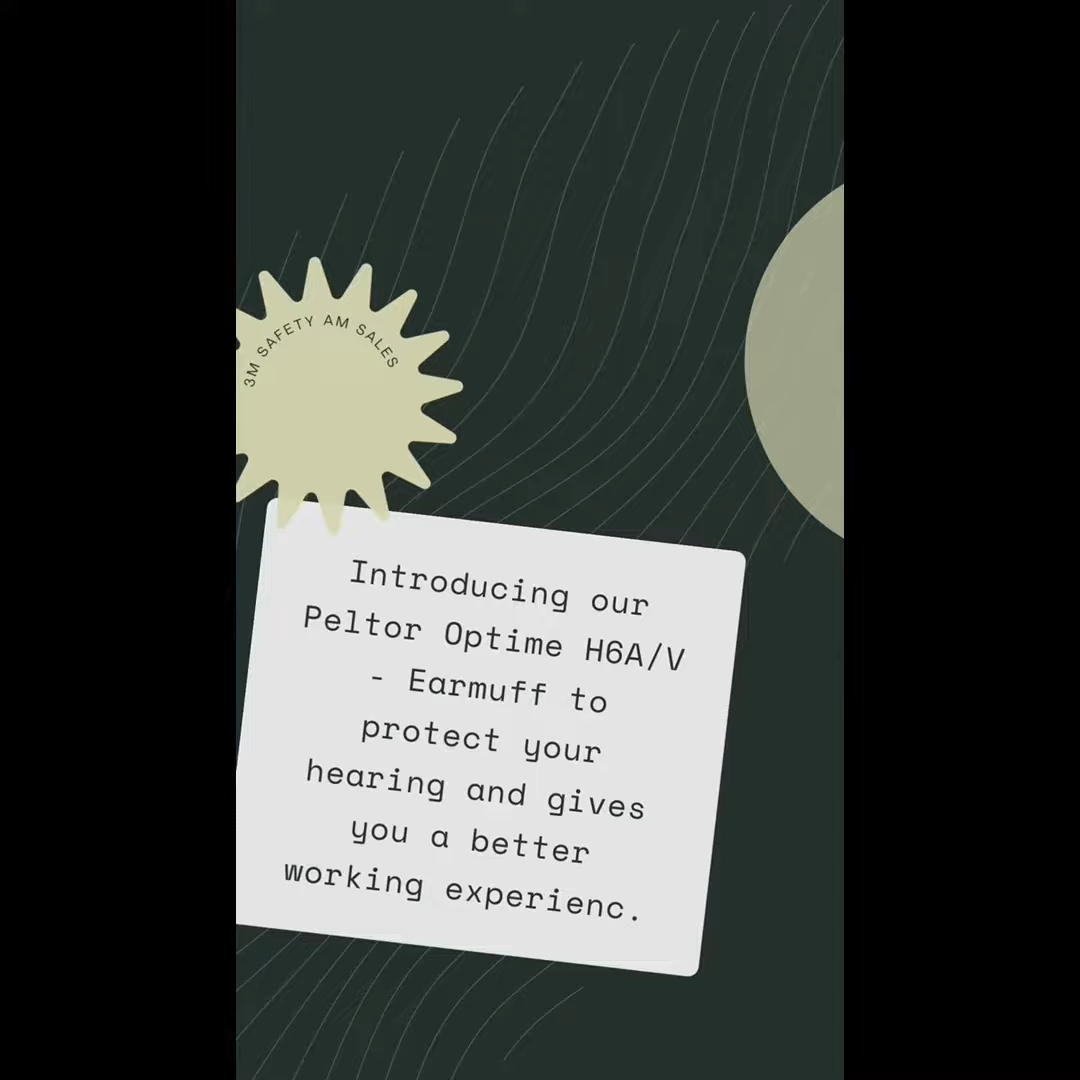 3M SAFETY AM SALES
Introducing our
Peltor Optime H6A/V
- Earmuff to
protect your
hearing and gives
you a better
working experienc.